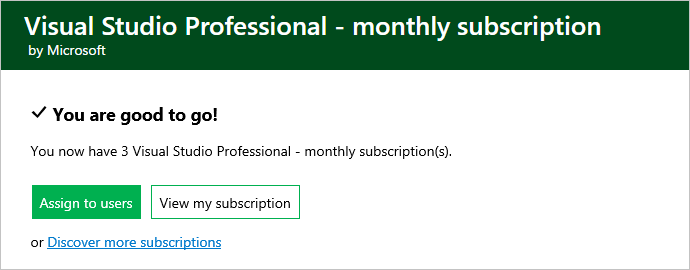 Visual Studio Professional - monthly subscription
by Microsoft
You are good to go!
You now have 3 Visual Studio Professional - monthly subscription(s).
Assign to users View my subscription
or Discover more subscriptions